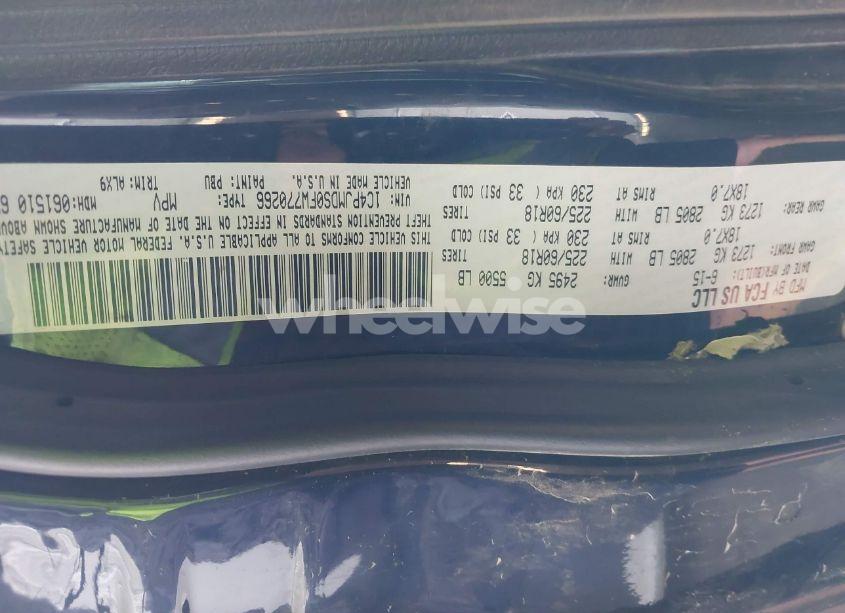 MFD BY FCA US LLC
DATE OF MFR(BUILT): 6-15
GVWR: 2495 KG 5500 LB
GAWR FRONT: 1273 KG 2805 LB WITH 225/60R18 TIRES
18X7.0 RIMS AT 230 KPA ( 33 PSI) COLD
GAWR REAR: 1273 KG 2805 LB WITH 225/60R18 TIRES
18X7.0 RIMS AT 230 KPA ( 33 PSI) COLD
THIS VEHICLE CONFORMS TO ALL APPLICABLE U.S.A. FEDERAL MOTOR VEHICLE SAFETY
THEFT PREVENTION STANDARDS IN EFFECT ON THE DATE OF MANUFACTURE SHOWN ABOVE
VIN: 1C4PJMDS0FW770266 TYPE: MPV MDH:061510
VEHICLE MADE IN U.S.A. PAINT: PBU TRIM: ALX9
wheelwise